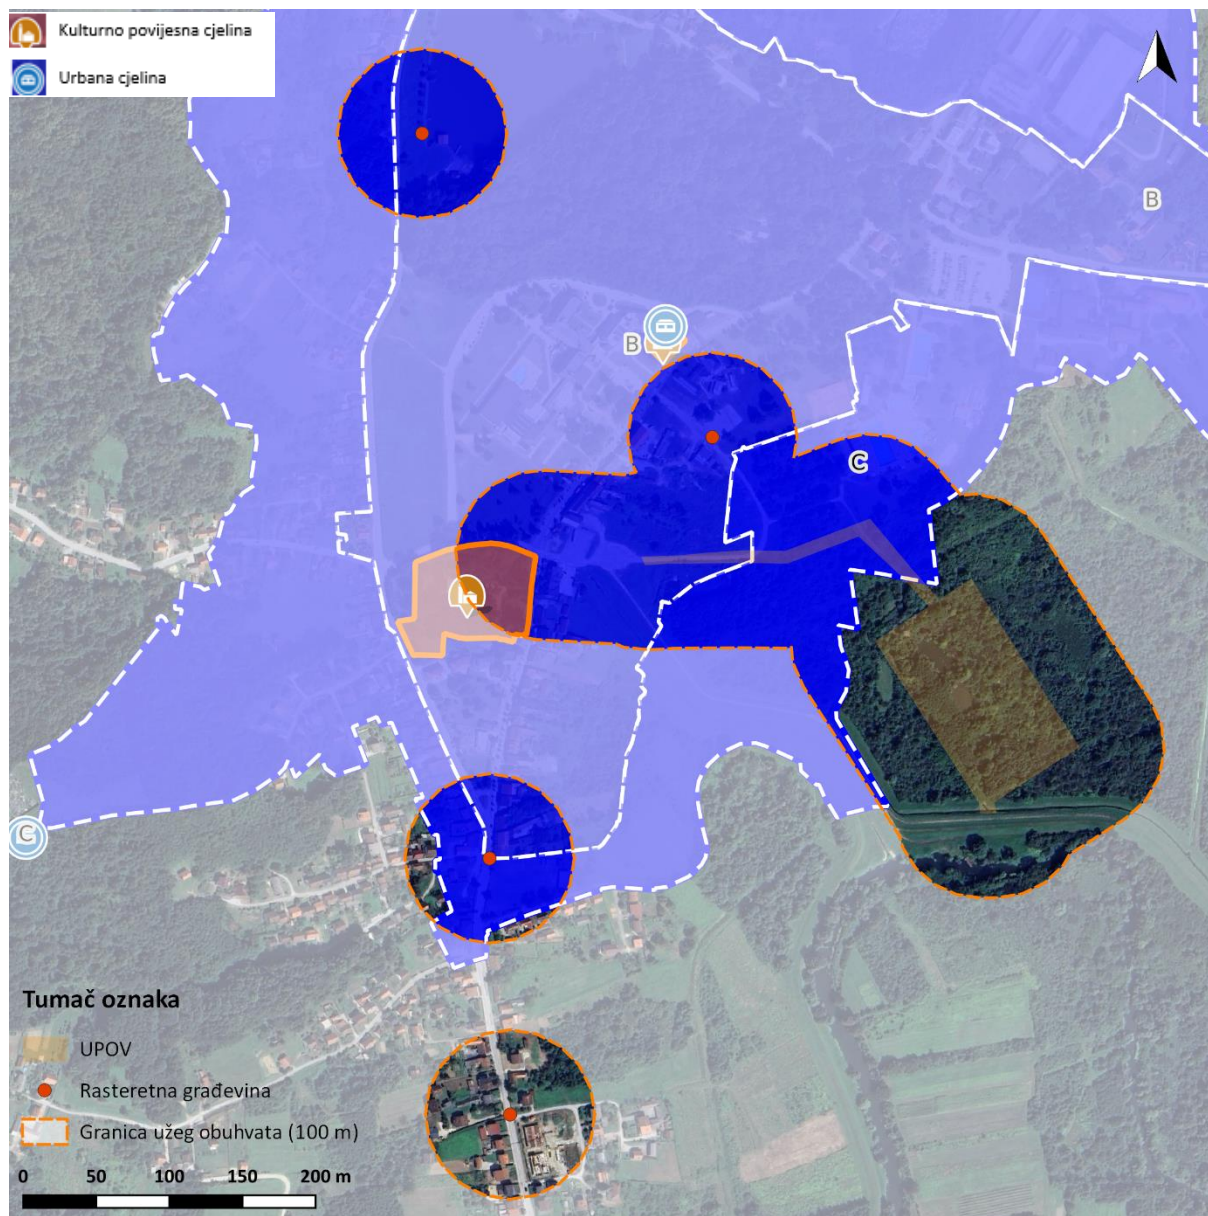 Kulturno povijesna cjelina
Urbana cjelina
B
B
C
C
Tumač oznaka
UPOV
Rasteretna građevina
Granica užeg obuhvata (100 m)
0 50 100 150 200 m